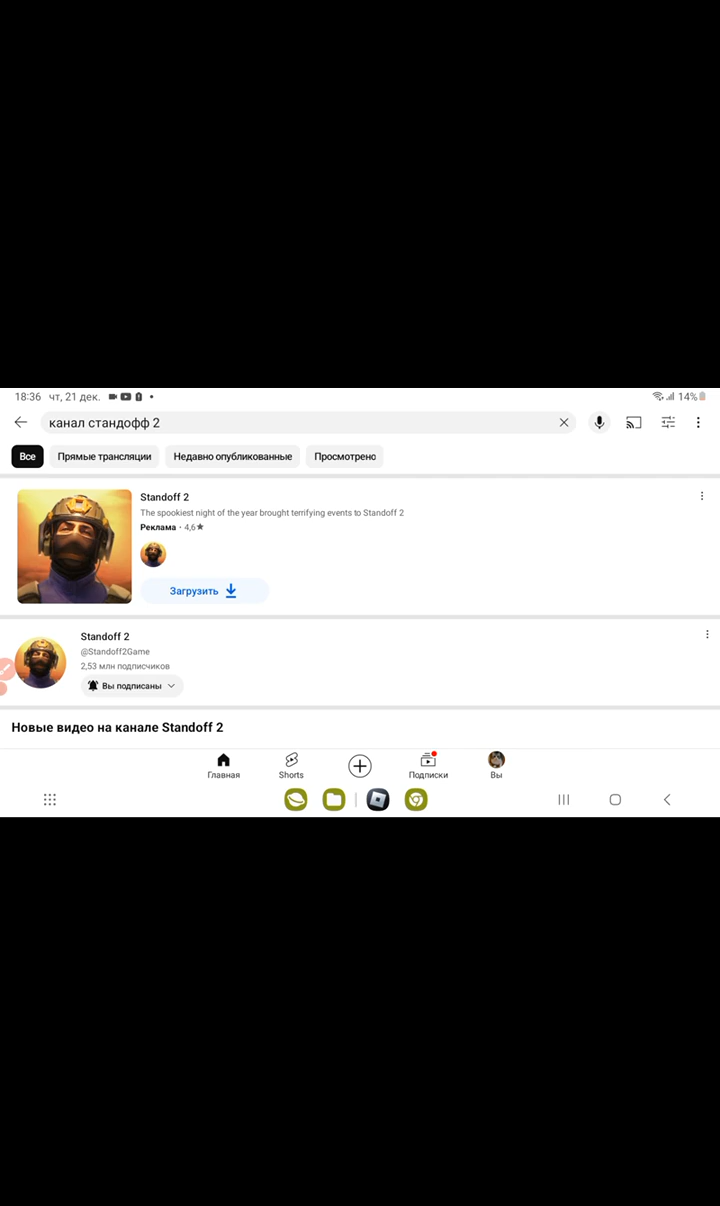 18:36 чт, 21 дек.
14%
канал стандофф 2
Все Прямые трансляции Недавно опубликованные Просмотрено
Standoff 2
The spookiest night of the year brought terrifying events to Standoff 2
Реклама · 4,6★
Загрузить
Standoff 2
@Standoff2Game
2,53 млн подписчиков
Вы подписаны
Новые видео на канале Standoff 2
Главная Shorts Подписки Вы